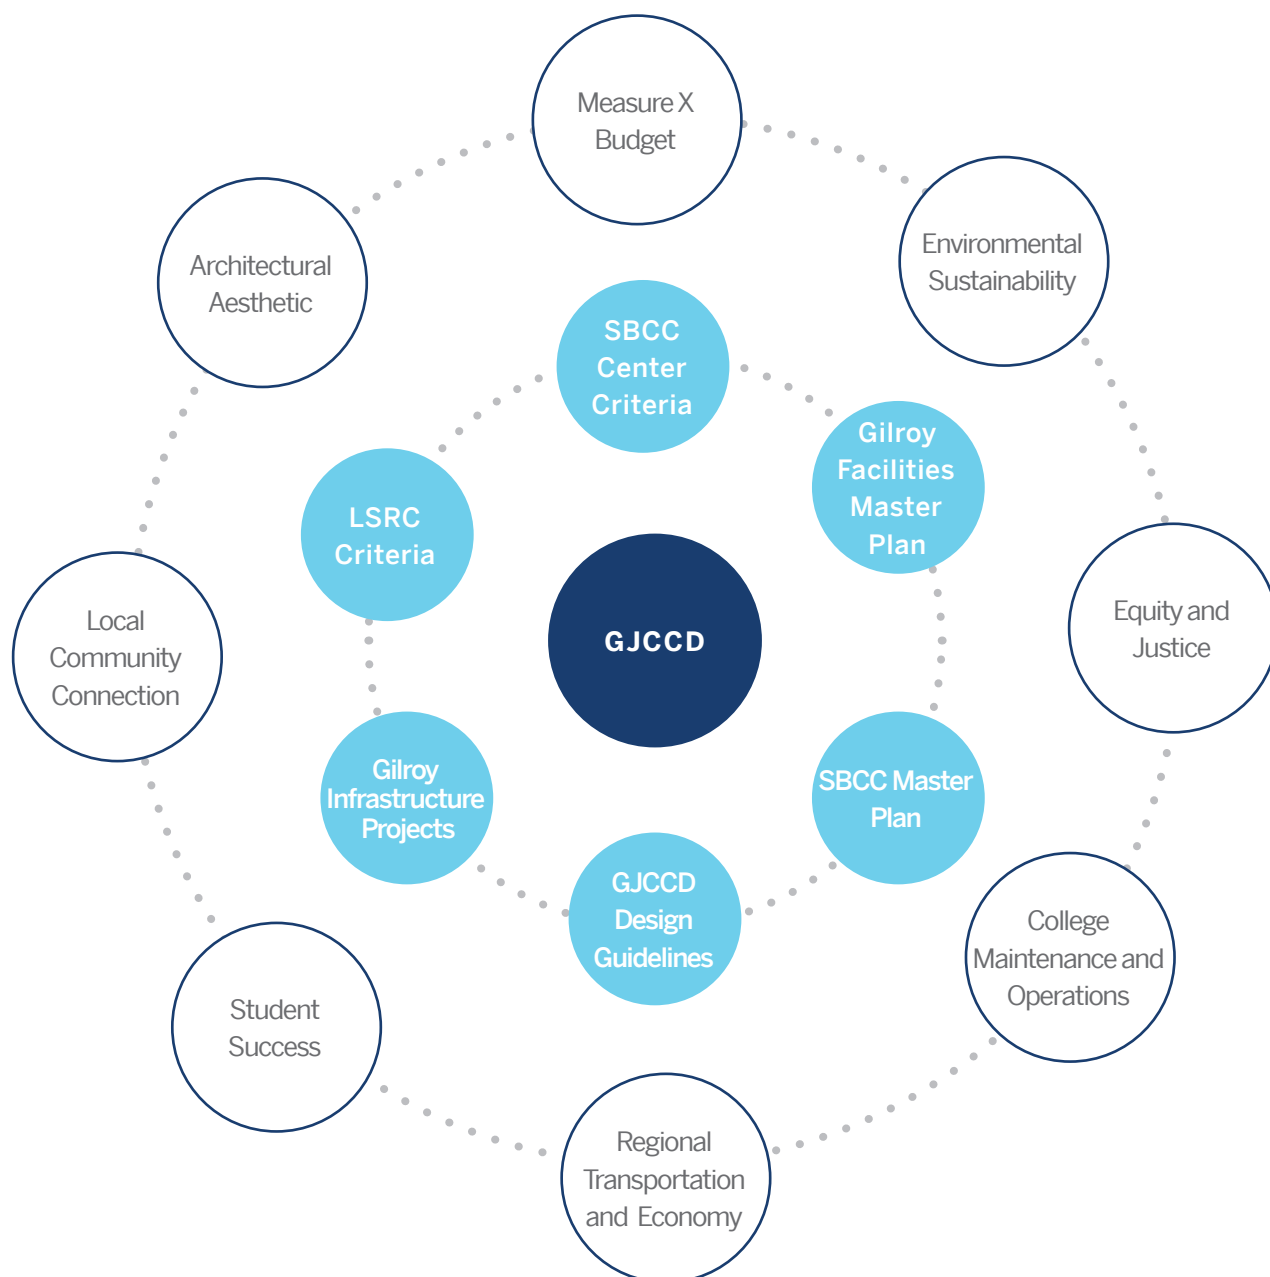 Measure X
Budget
Environmental
Sustainability
Architectural
Aesthetic
SBCC
Center
Criteria
Gilroy
Facilities
Master
Plan
LSRC
Criteria
Local
Community
Connection
GJCCD
Equity and
Justice
Gilroy
Infrastructure
Projects
SBCC Master
Plan
GJCCD
Design
Guidelines
College
Maintenance and
Operations
Student
Success
Regional
Transportation
and Economy